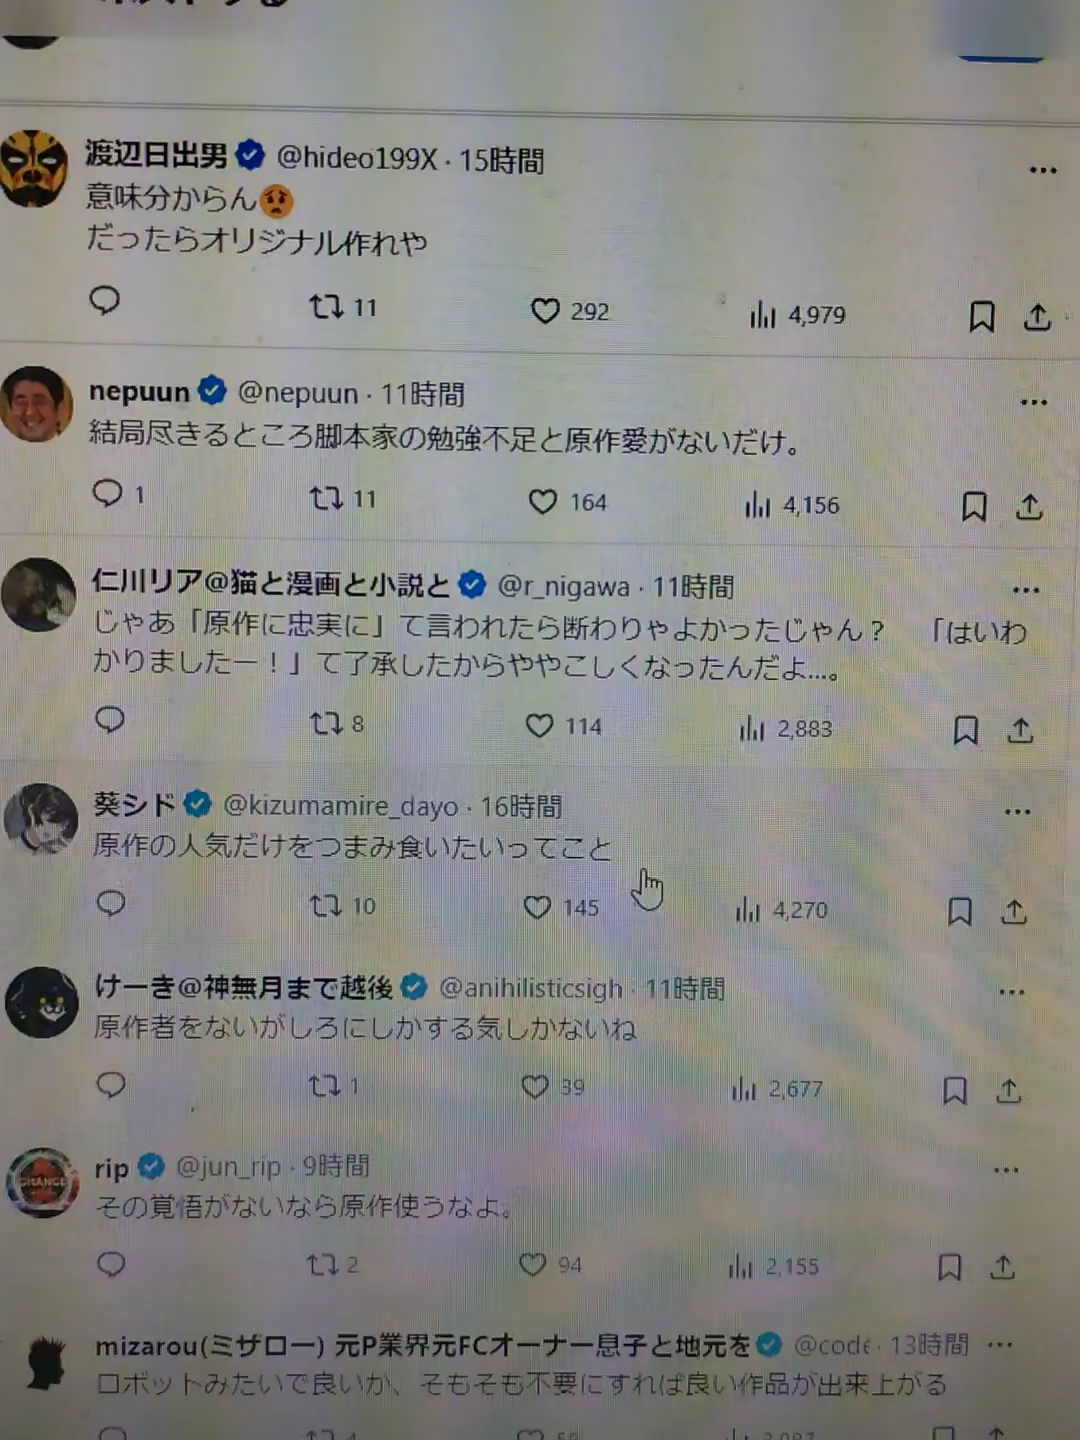 渡辺日出男 @hideo199X · 15時間
意味分からん
だったらオリジナル作れや
11 292 4,979
nepuun @nepuun · 11時間
結局尽きるところ脚本家の勉強不足と原作愛がないだけ。
1 11 164 4,156
仁川リア@猫と漫画と小説と @r_nigawa · 11時間
じゃあ「原作に忠実に」て言われたら断わりゃよかったじゃん？　「はいわ
かりましたー！」て了承したからややこしくなったんだよ…。
8 114 2,883
葵シド @kizumamire_dayo · 16時間
原作の人気だけをつまみ食いたいってこと
10 145 4,270
けーき@神無月まで越後 @anihilisticsigh · 11時間
原作者をないがしろにしかする気しかないね
1 39 2,677
CHANGE
rip @jun_rip · 9時間
その覚悟がないなら原作使うなよ。
2 94 2,155
mizarou(ミザロー) 元P業界元FCオーナー息子と地元を @code · 13時間
ロボットみたいで良いか、そもそも不要にすれば良い作品が出来上がる